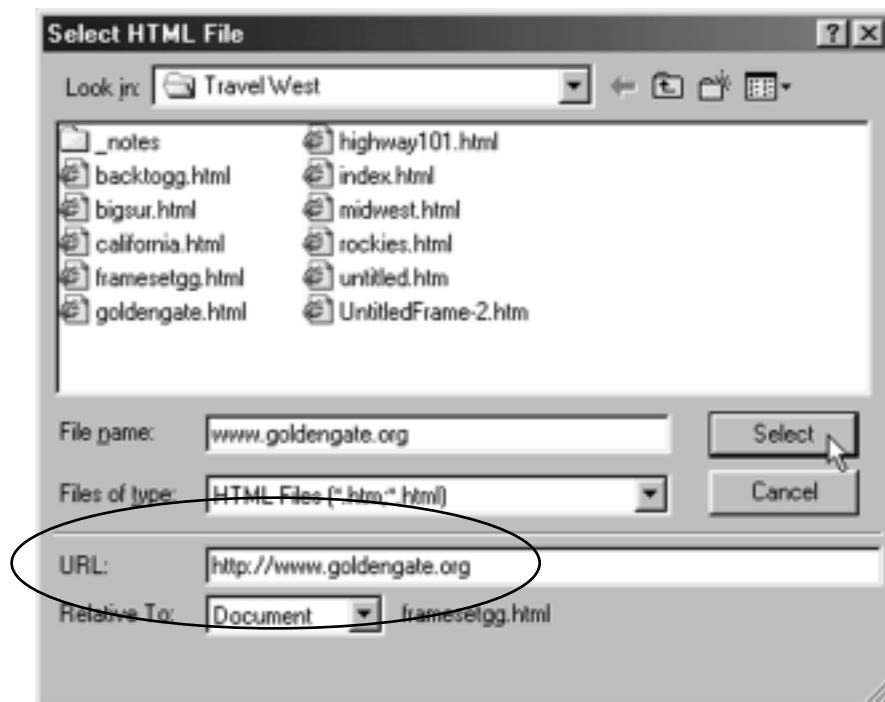 Select HTML File
Look in: Travel West
_notes
backtogg.html
bigsur.html
california.html
framesetgg.html
goldengate.html
highway101.html
index.html
midwest.html
rockies.html
untitled.htm
UntitledFrame-2.htm
File name: www.goldengate.org Select
Files of type: HTML Files (*.htm;*.html) Cancel
URL: http://www.goldengate.org
Relative To: Document framesetgg.html